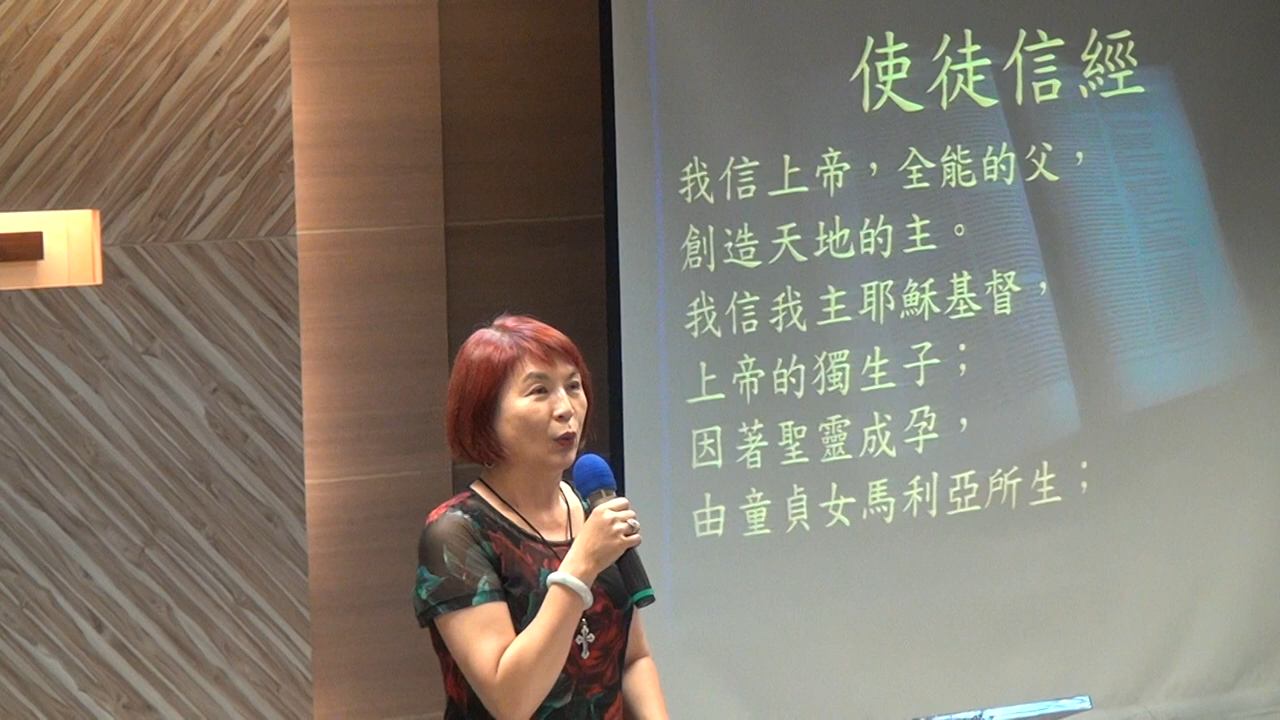 使徒信經
我信上帝，全能的父，
創造天地的主。
我信我主耶穌基督，
上帝的獨生子；
因著聖靈成孕，
由童貞女馬利亞所生；